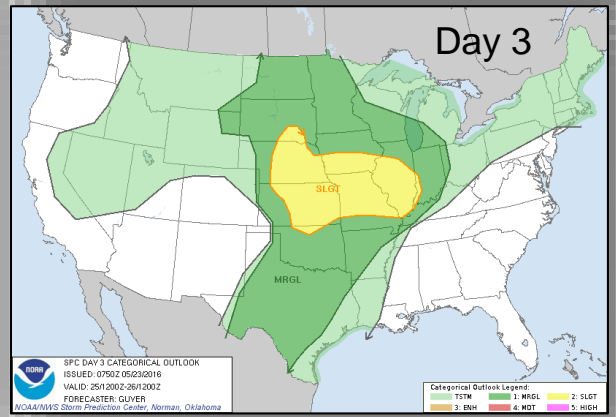 Day 3
SLGT
MRGL
NOAA
SPC DAY 3 CATEGORICAL OUTLOOK
ISSUED: 0750Z 05/23/2016
VALID: 25/1200Z-26/1200Z
FORECASTER: GUYER
NOAA/NWS Storm Prediction Center, Norman, Oklahoma
Categorical Outlook Legend:
TSTM 1: MRGL 2: SLGT
3: ENH 4: MDT 5: HIGH